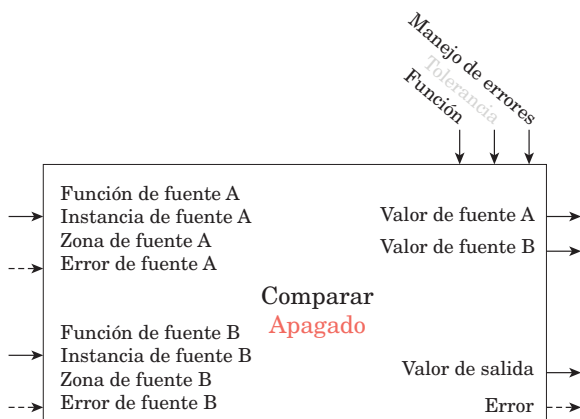 Manejo de errores
Tolerancia
Función
Función de fuente A
Instancia de fuente A
Zona de fuente A
Error de fuente A
Valor de fuente A
Valor de fuente B
Comparar
Apagado
Función de fuente B
Instancia de fuente B
Zona de fuente B
Error de fuente B
Valor de salida
Error